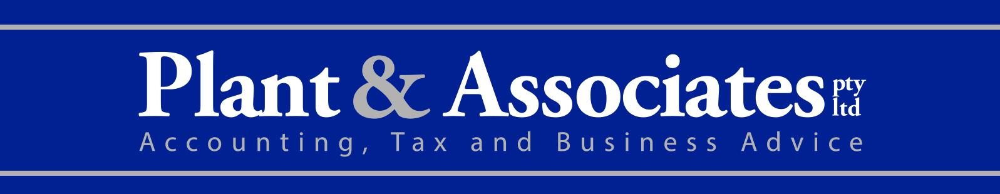 Plant & Associates pty ltd
Accounting, Tax and Business Advice